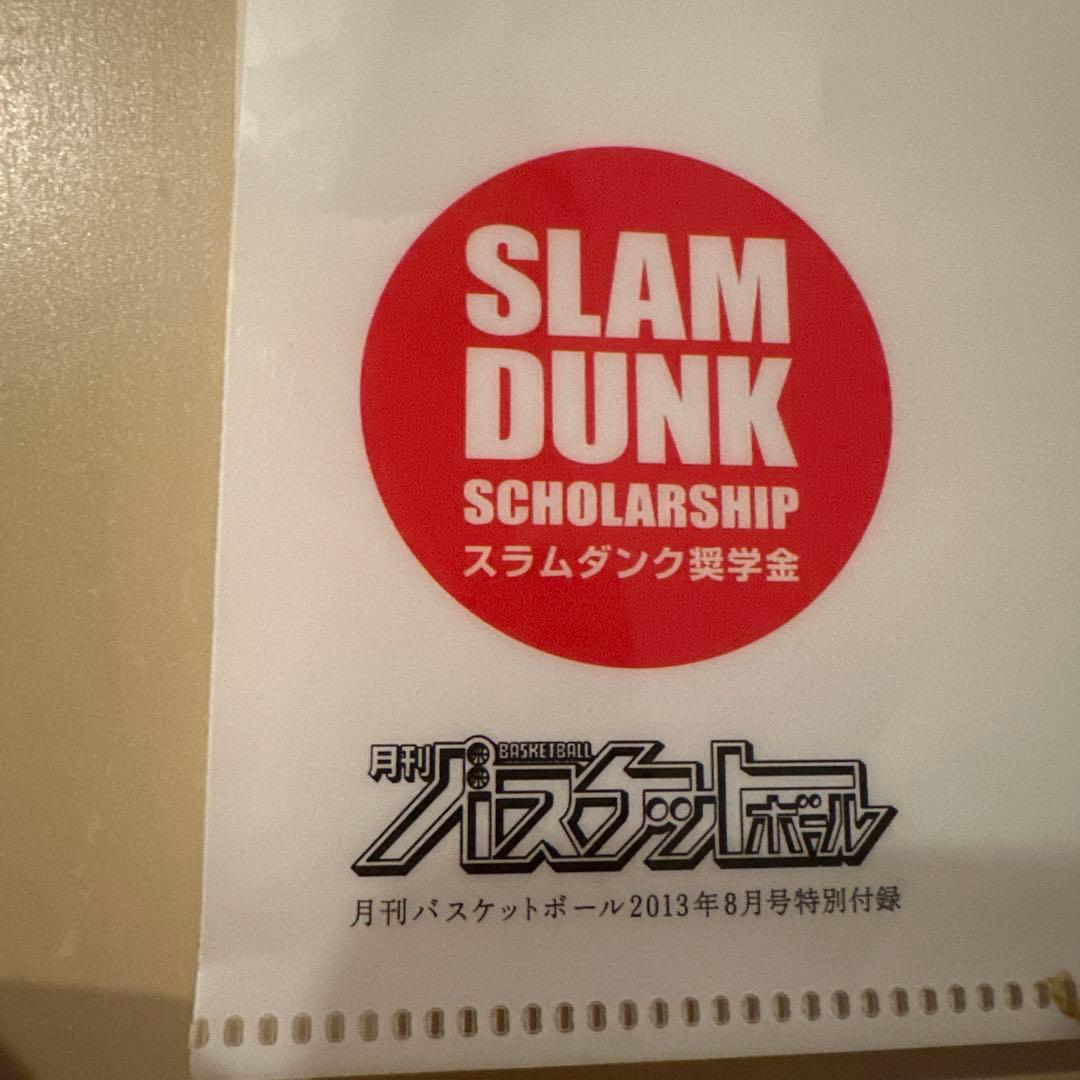 SLAM
DUNK
SCHOLARSHIP
スラムダンク奨学金
月刊バスケットボール
BASKETBALL
月刊バスケットボール2013年8月号特別付録